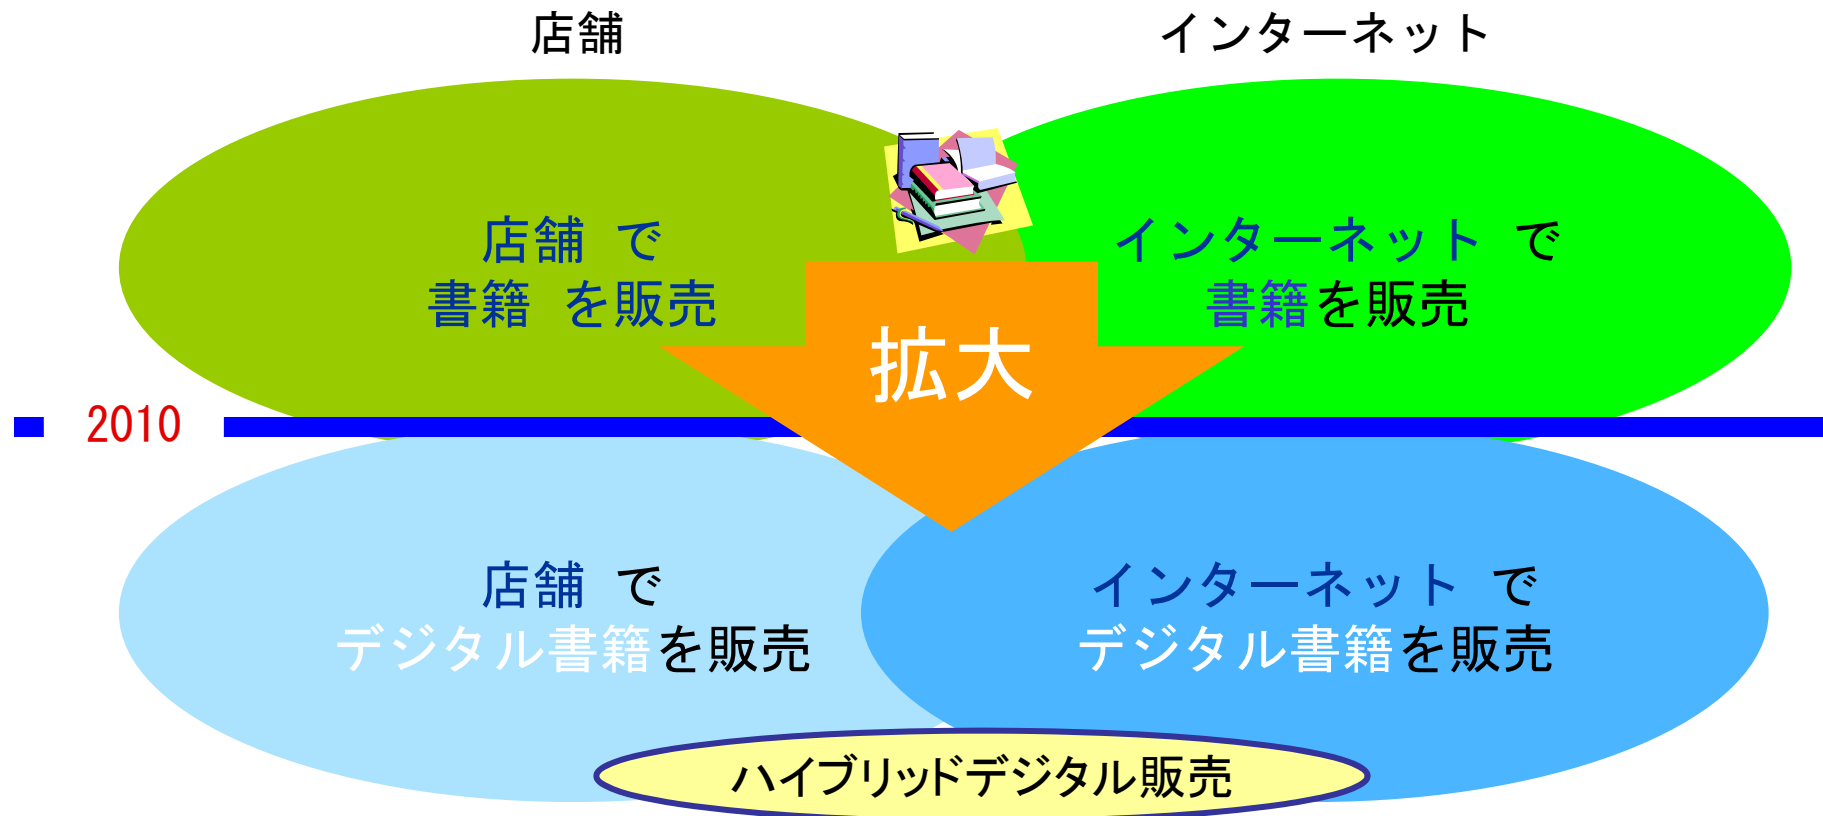 店舗
インターネット
店舗 で
書籍 を販売
インターネット で
書籍を販売
拡大
2010
店舗 で
デジタル書籍を販売
インターネット で
デジタル書籍を販売
ハイブリッドデジタル販売